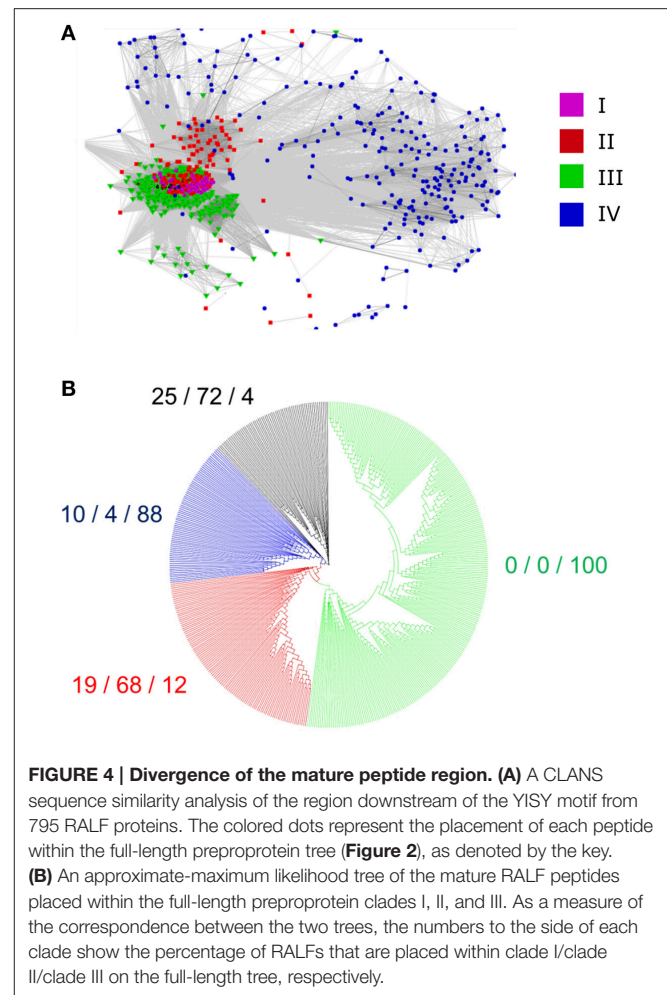 A
I
II
III
IV
B
25 / 72 / 4
10 / 4 / 88
0 / 0 / 100
19 / 68 / 12
FIGURE 4 | Divergence of the mature peptide region. (A) A CLANS
sequence similarity analysis of the region downstream of the YISY motif from
795 RALF proteins. The colored dots represent the placement of each peptide
within the full-length preproprotein tree (Figure 2), as denoted by the key.
(B) An approximate-maximum likelihood tree of the mature RALF peptides
placed within the full-length preproprotein clades I, II, and III. As a measure of
the correspondence between the two trees, the numbers to the side of each
clade show the percentage of RALFs that are placed within clade I/clade
II/clade III on the full-length tree, respectively.